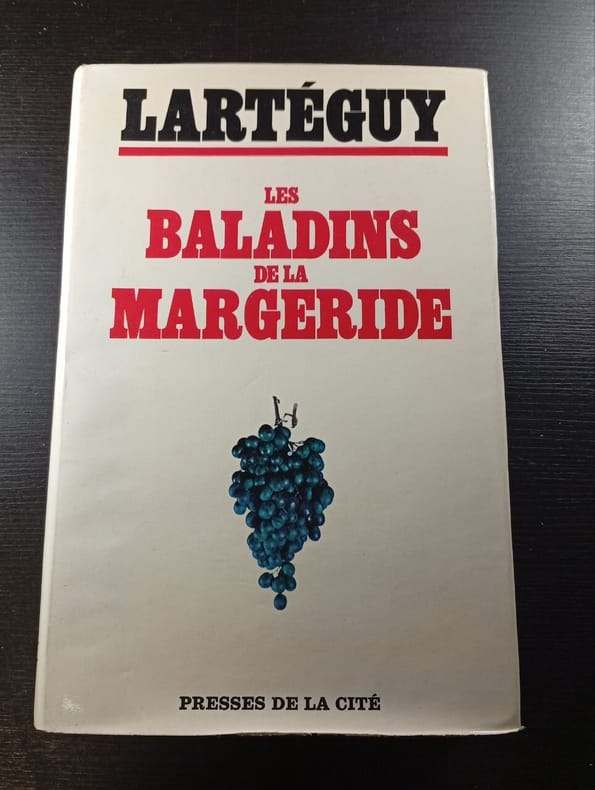 LARTÉGUY
LES
BALADINS
DE LA
MARGERIDE
PRESSES DE LA CITÉ